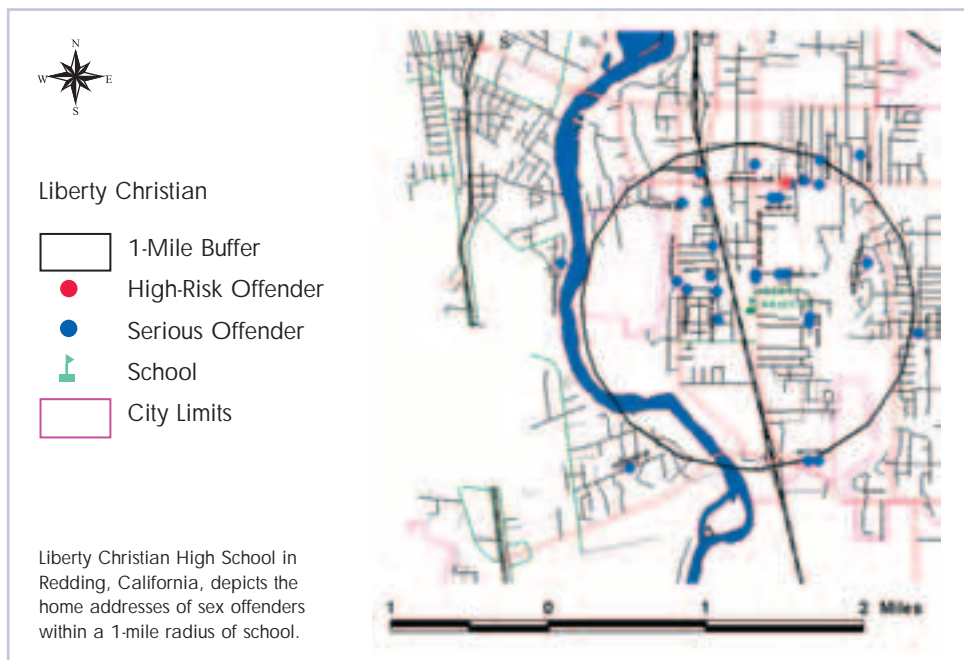 N
W E
S
Liberty Christian
1-Mile Buffer
High-Risk Offender
Serious Offender
School
City Limits
Liberty Christian High School in
Redding, California, depicts the
home addresses of sex offenders
within a 1-mile radius of school.
1 0 1 2 Miles